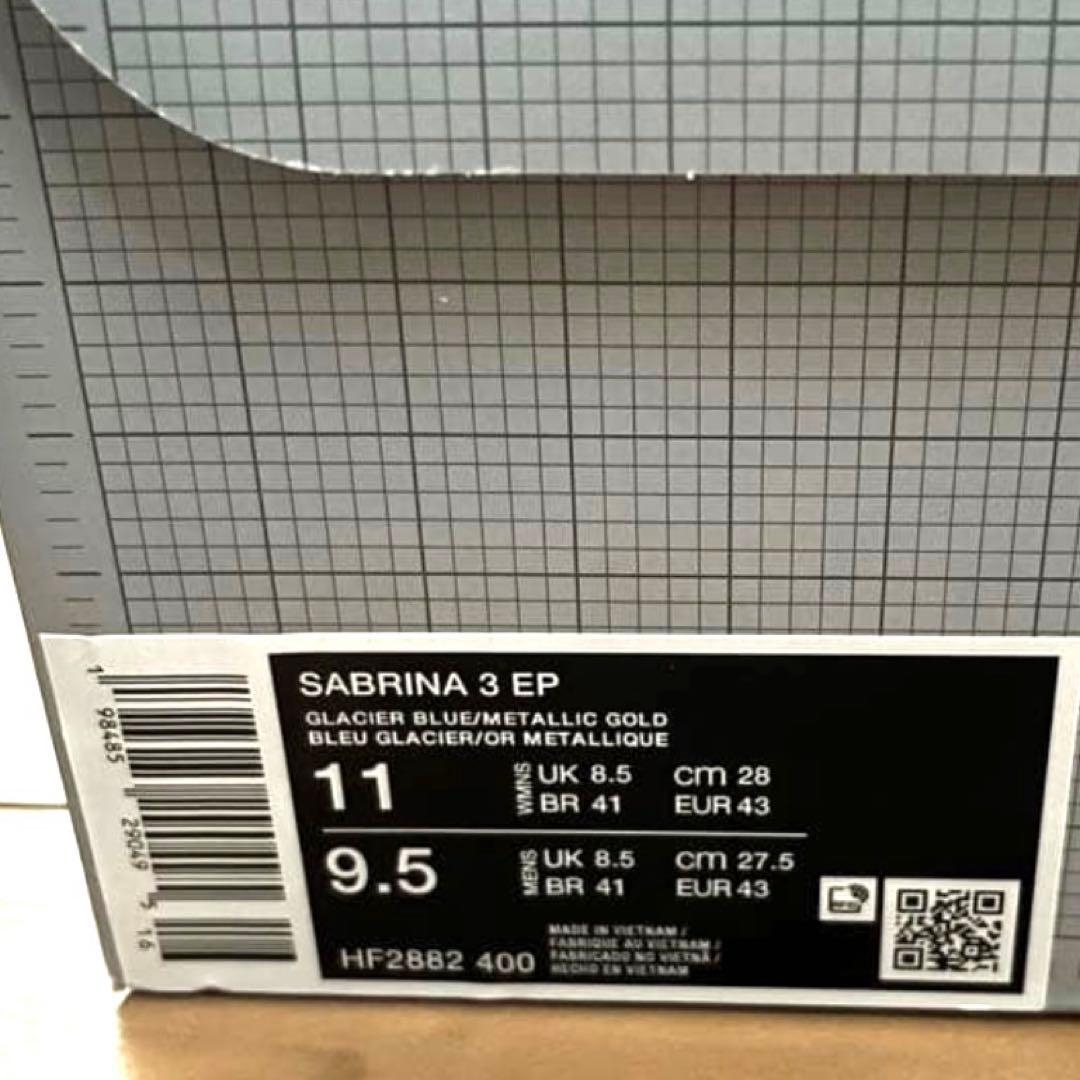 SABRINA 3 EP
GLACIER BLUE/METALLIC GOLD
BLEU GLACIER/OR METALLIQUE
11 WMNS UK 8.5 cm 28
BR 41 EUR 43
9.5 MENS UK 8.5 cm 27.5
BR 41 EUR 43
HF2882 400
MADE IN VIETNAM /
FABRIQUE AU VIETNAM /
FABRICADO NO VIETNÃ /
HECHO EN VIETNAM
1 98485 29049 5 16